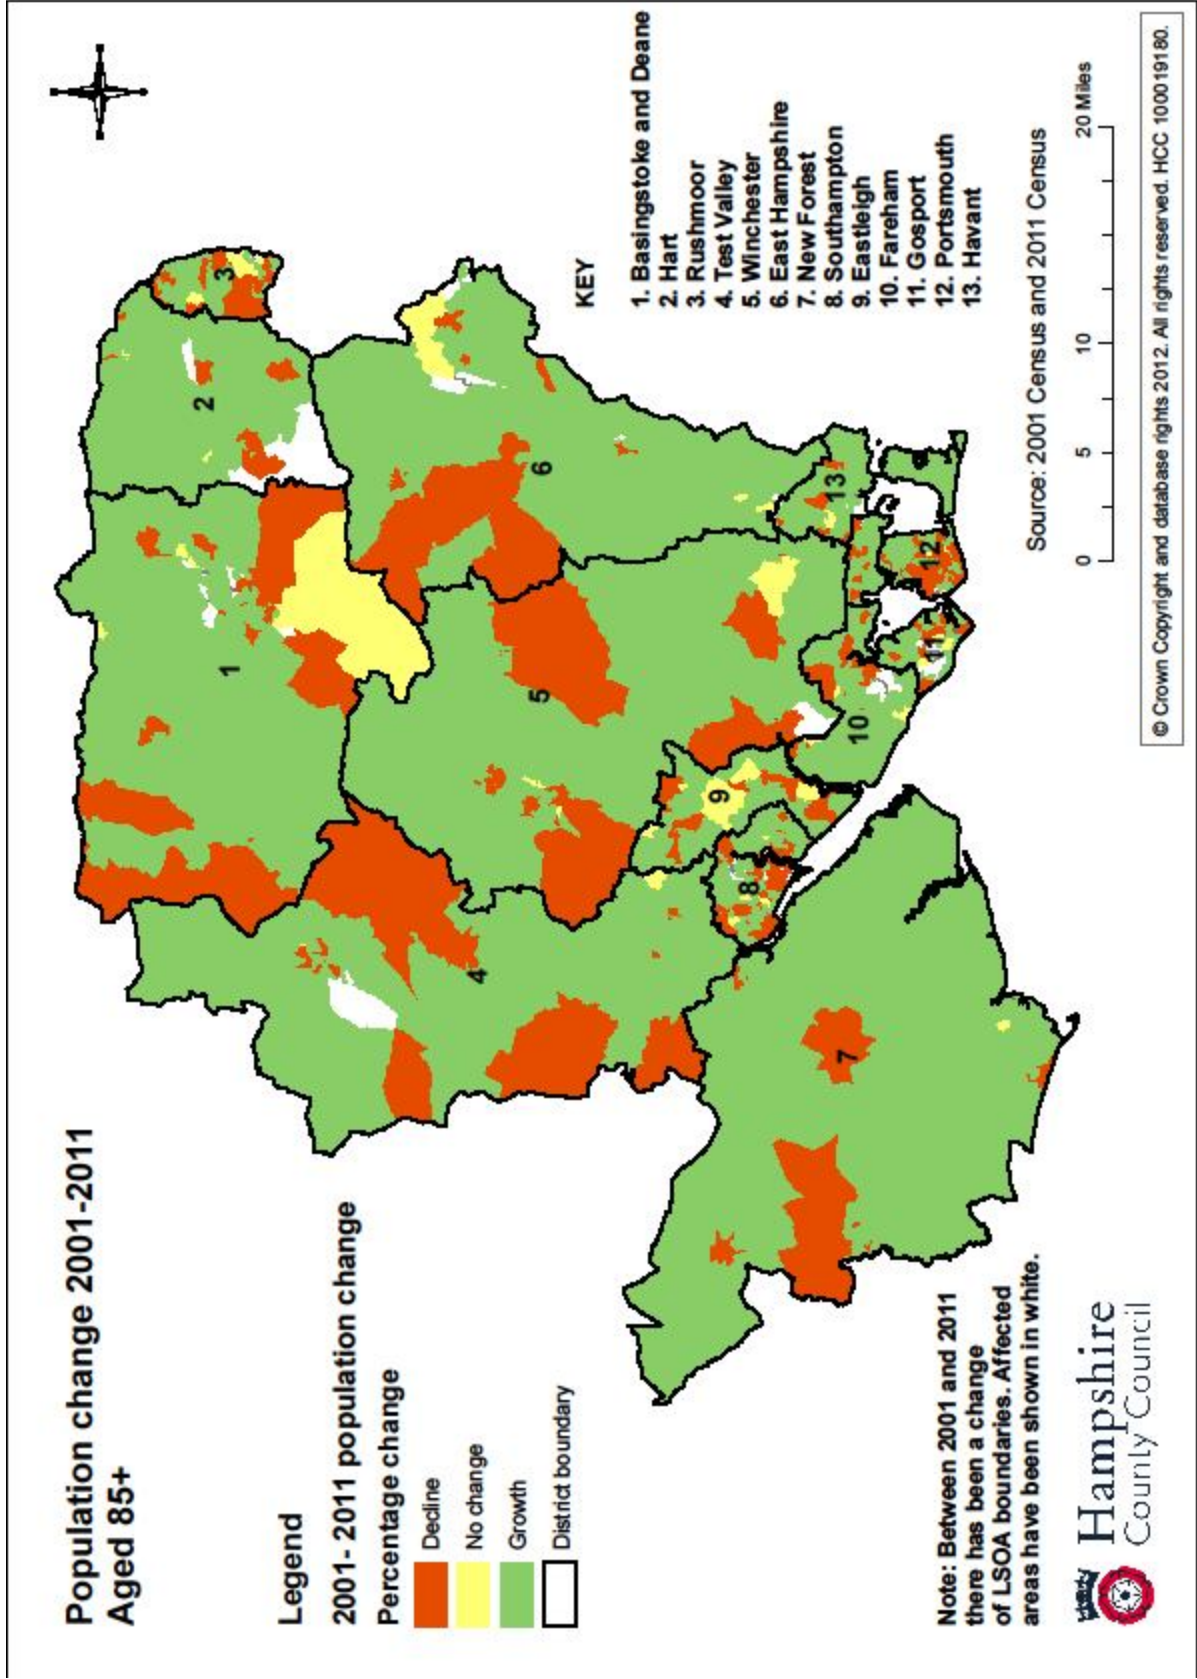 Population change 2001-2011
Aged 85+
Legend
2001- 2011 population change
Percentage change
Decline
No change
Growth
District boundary
1
2
3
4
5
6
7
8
9
10
11
12
13
KEY
1. Basingstoke and Deane
2. Hart
3. Rushmoor
4. Test Valley
5. Winchester
6. East Hampshire
7. New Forest
8. Southampton
9. Eastleigh
10. Fareham
11. Gosport
12. Portsmouth
13. Havant
Note: Between 2001 and 2011
there has been a change
of LSOA boundaries. Affected
areas have been shown in white.
Source: 2001 Census and 2011 Census
0 5 10 20 Miles
Hampshire
County Council
© Crown Copyright and database rights 2012. All rights reserved. HCC 100019180.